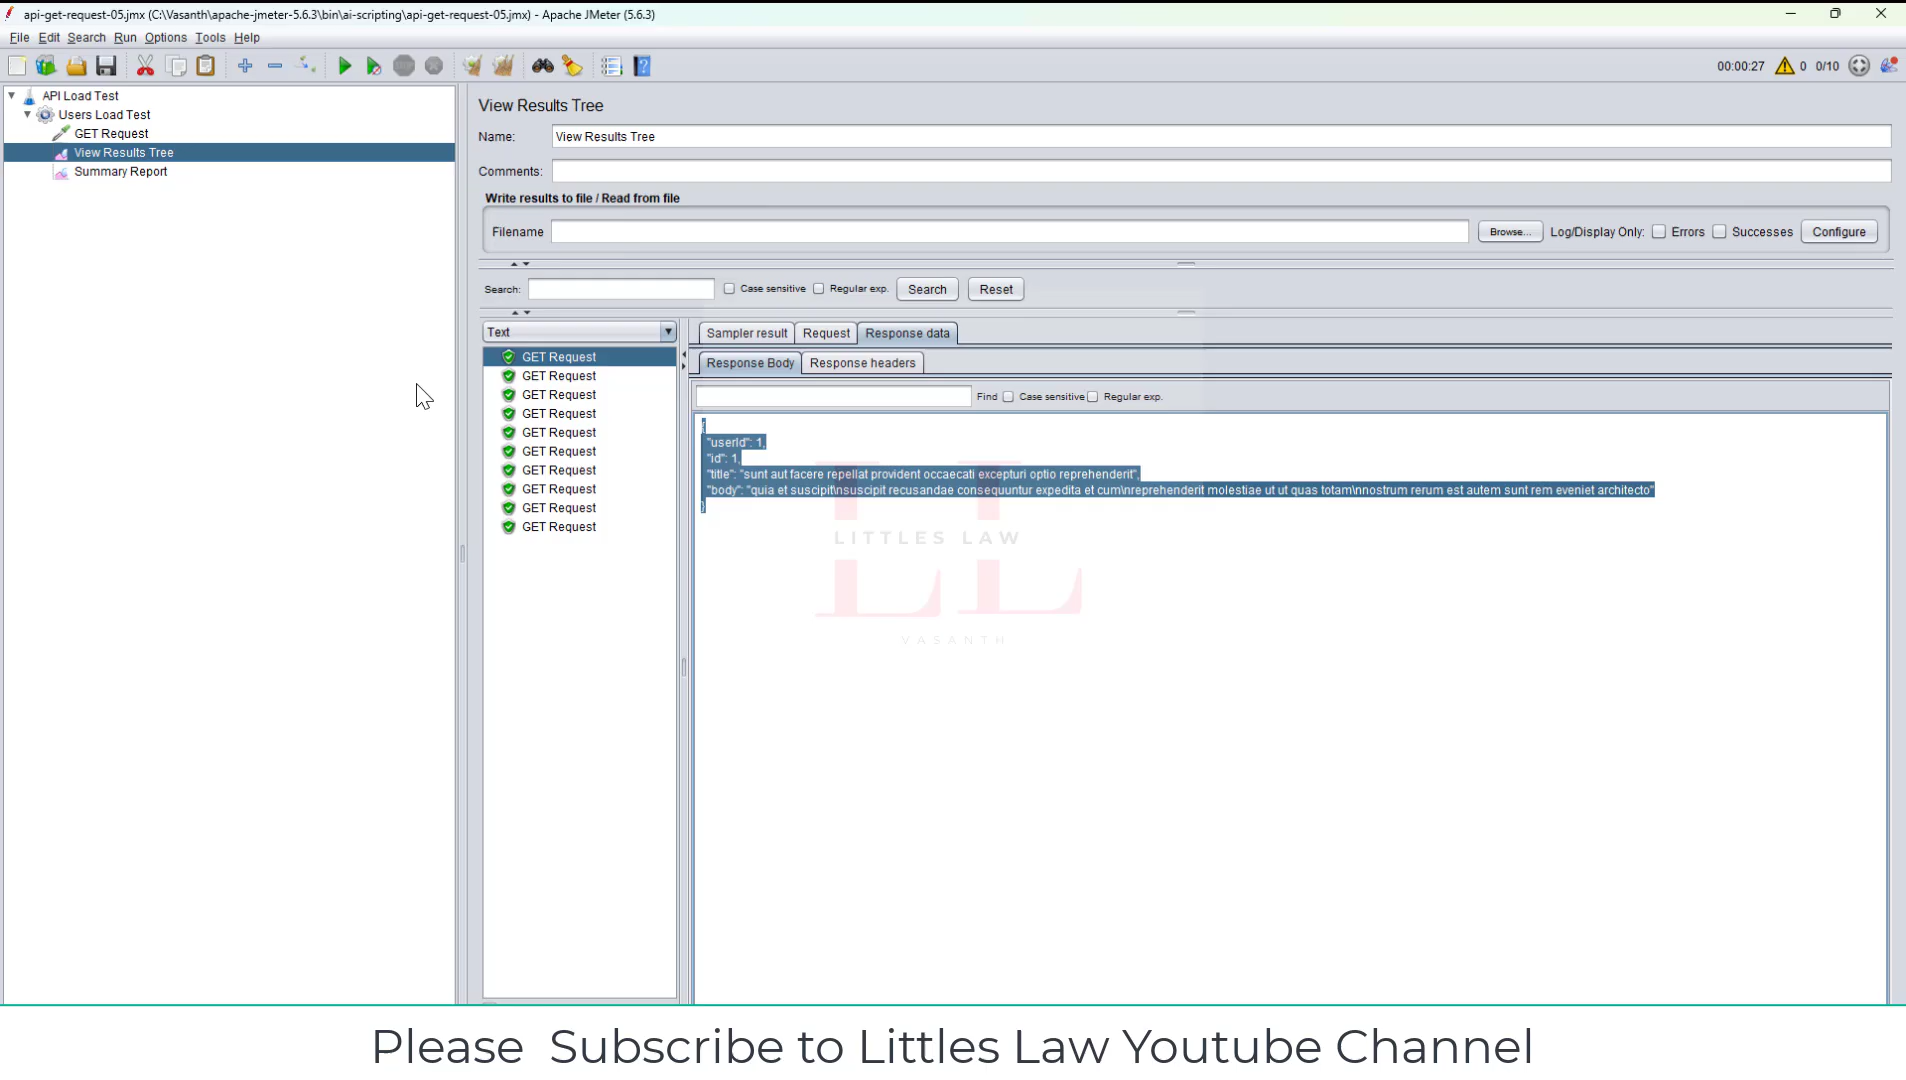 api-get-request-05.jmx (C:\Vasanth\apache-jmeter-5.6.3\bin\ai-scripting\api-get-request-05.jmx) - Apache JMeter (5.6.3)
File Edit Search Run Options Tools Help
00:00:27 0 0/10
API Load Test
Users Load Test
GET Request
View Results Tree
Summary Report
View Results Tree
Name: View Results Tree
Comments:
Write results to file / Read from file
Filename Browse... Log/Display Only: Errors Successes Configure
Search: Case sensitive Regular exp. Search Reset
Text
GET Request
GET Request
GET Request
GET Request
GET Request
GET Request
GET Request
GET Request
GET Request
GET Request
Sampler result Request Response data
Response Body Response headers
Find Case sensitive Regular exp.
{
"userId": 1,
"id": 1,
"title": "sunt aut facere repellat provident occaecati excepturi optio reprehenderit",
"body": "quia et suscipit\nsuscipit recusandae consequuntur expedita et cum\nreprehenderit molestiae ut ut quas totam\nnostrum rerum est autem sunt rem eveniet architecto"
}
LL
LITTLES LAW
LL
VASANTH
Please Subscribe to Littles Law Youtube Channel